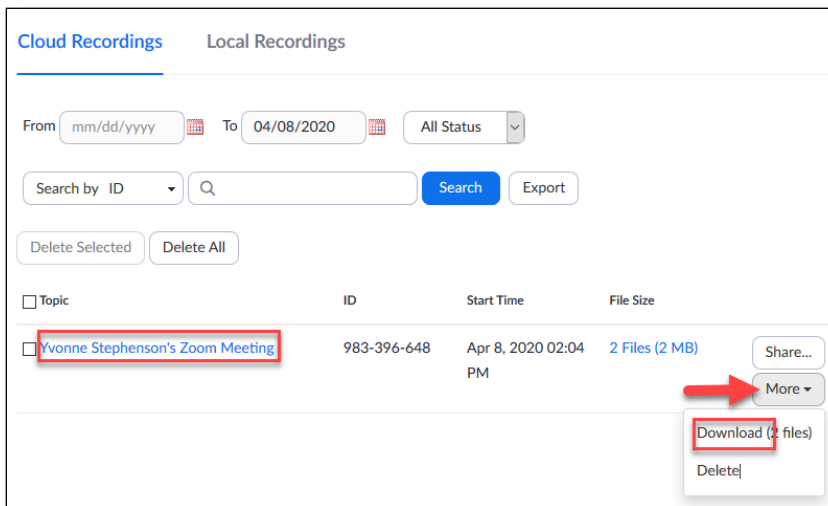 Cloud Recordings Local Recordings
From mm/dd/yyyy To 04/08/2020 All Status
Search by ID Search Export
Delete Selected Delete All
Topic ID Start Time File Size
Yvonne Stephenson's Zoom Meeting 983-396-648 Apr 8, 2020 02:04 2 Files (2 MB) Share...
PM More
Download (2 files)
Delete